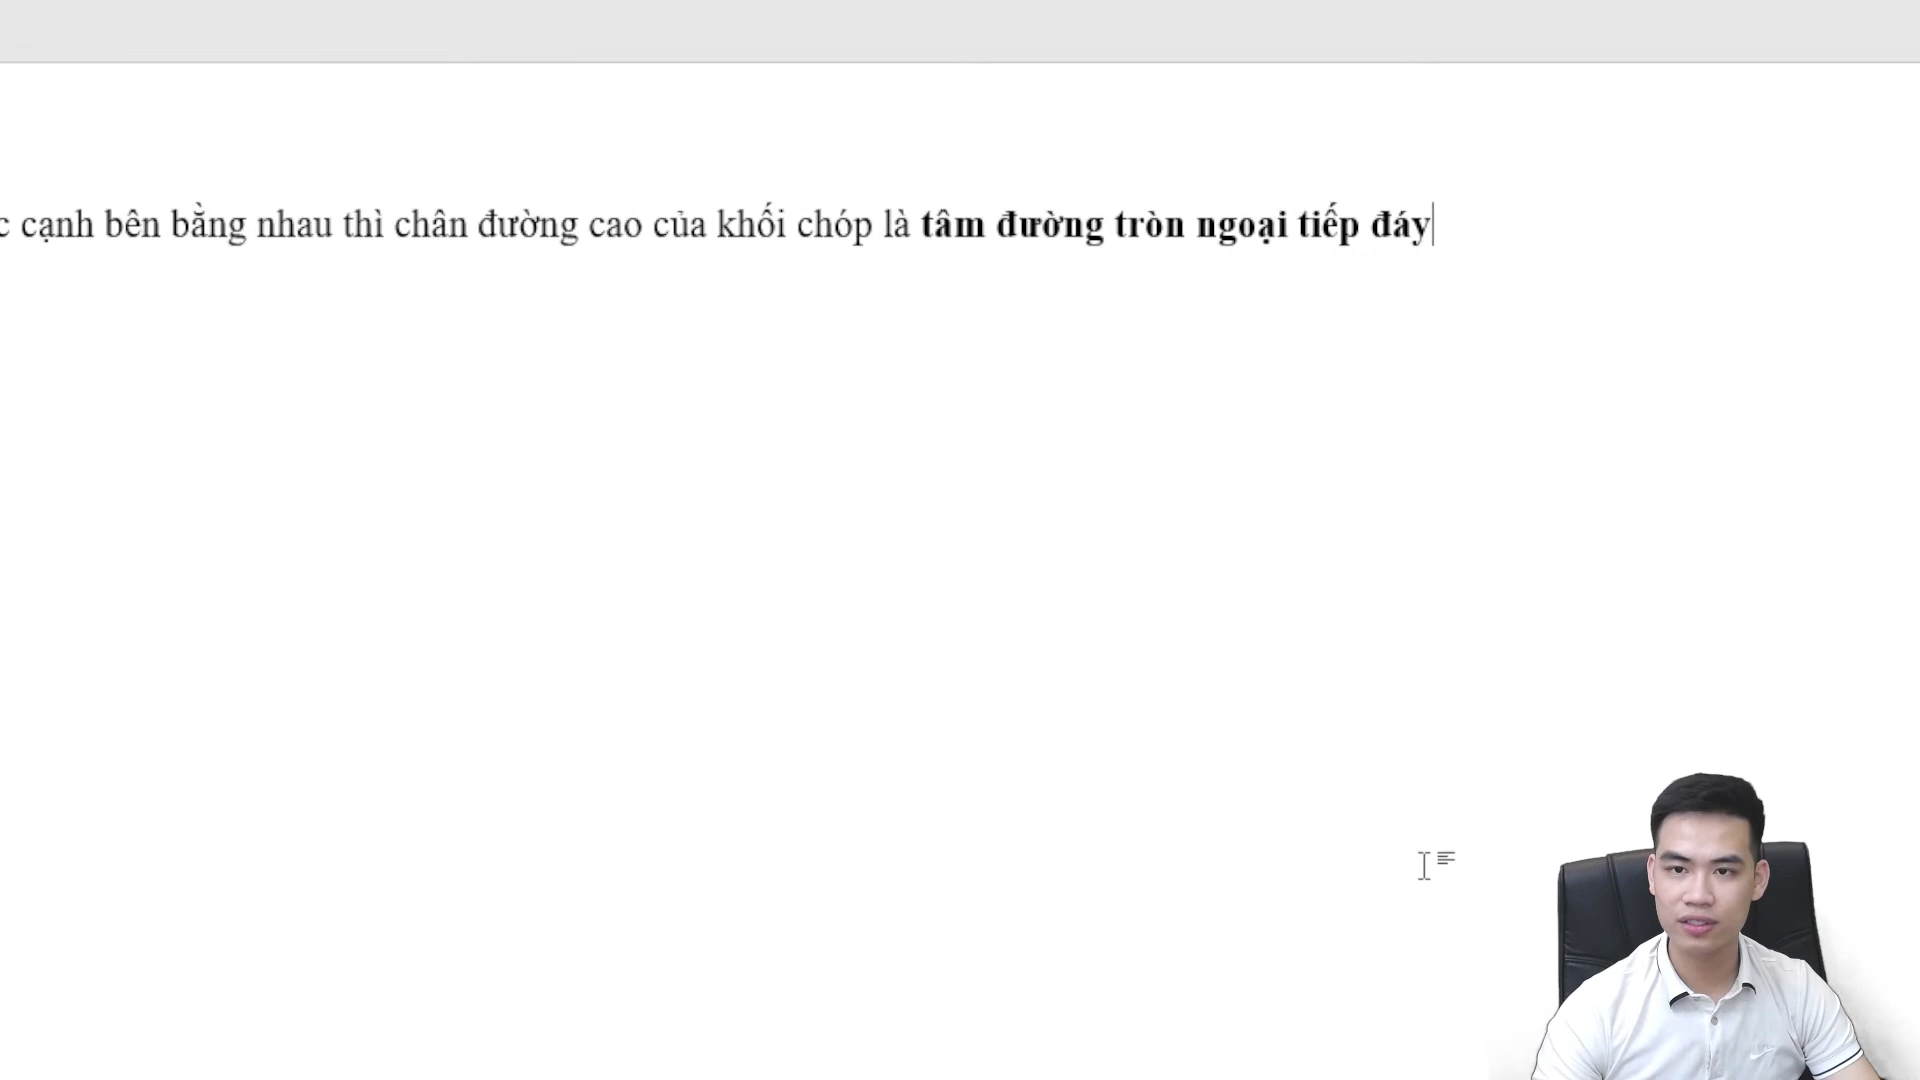 cạnh bên bằng nhau thì chân đường cao của khối chóp là tâm đường tròn ngoại tiếp đáy